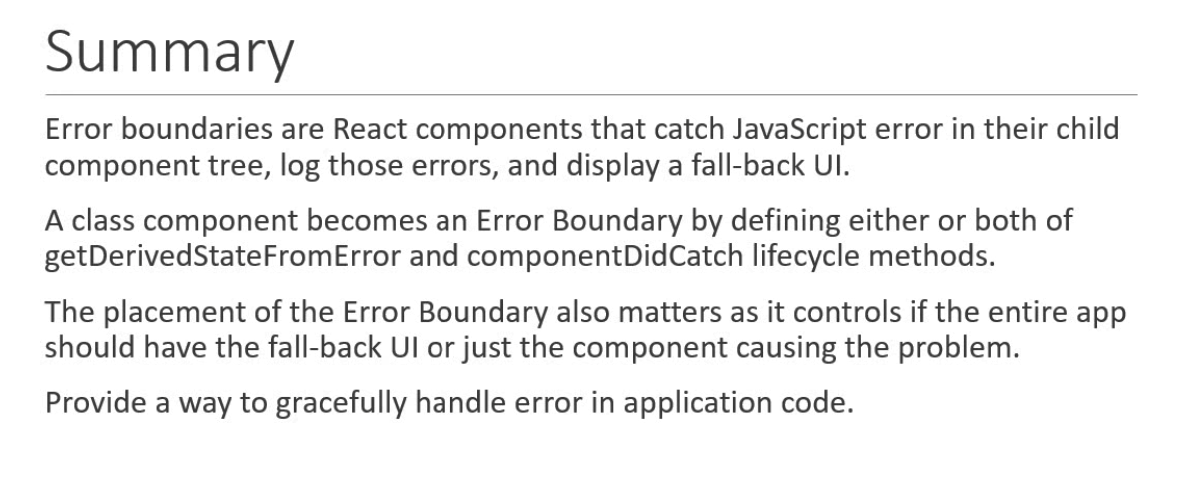 Summary
Error boundaries are React components that catch JavaScript error in their child
component tree, log those errors, and display a fall-back UI.
A class component becomes an Error Boundary by defining either or both of
getDerivedStateFromError and componentDidCatch lifecycle methods.
The placement of the Error Boundary also matters as it controls if the entire app
should have the fall-back UI or just the component causing the problem.
Provide a way to gracefully handle error in application code.